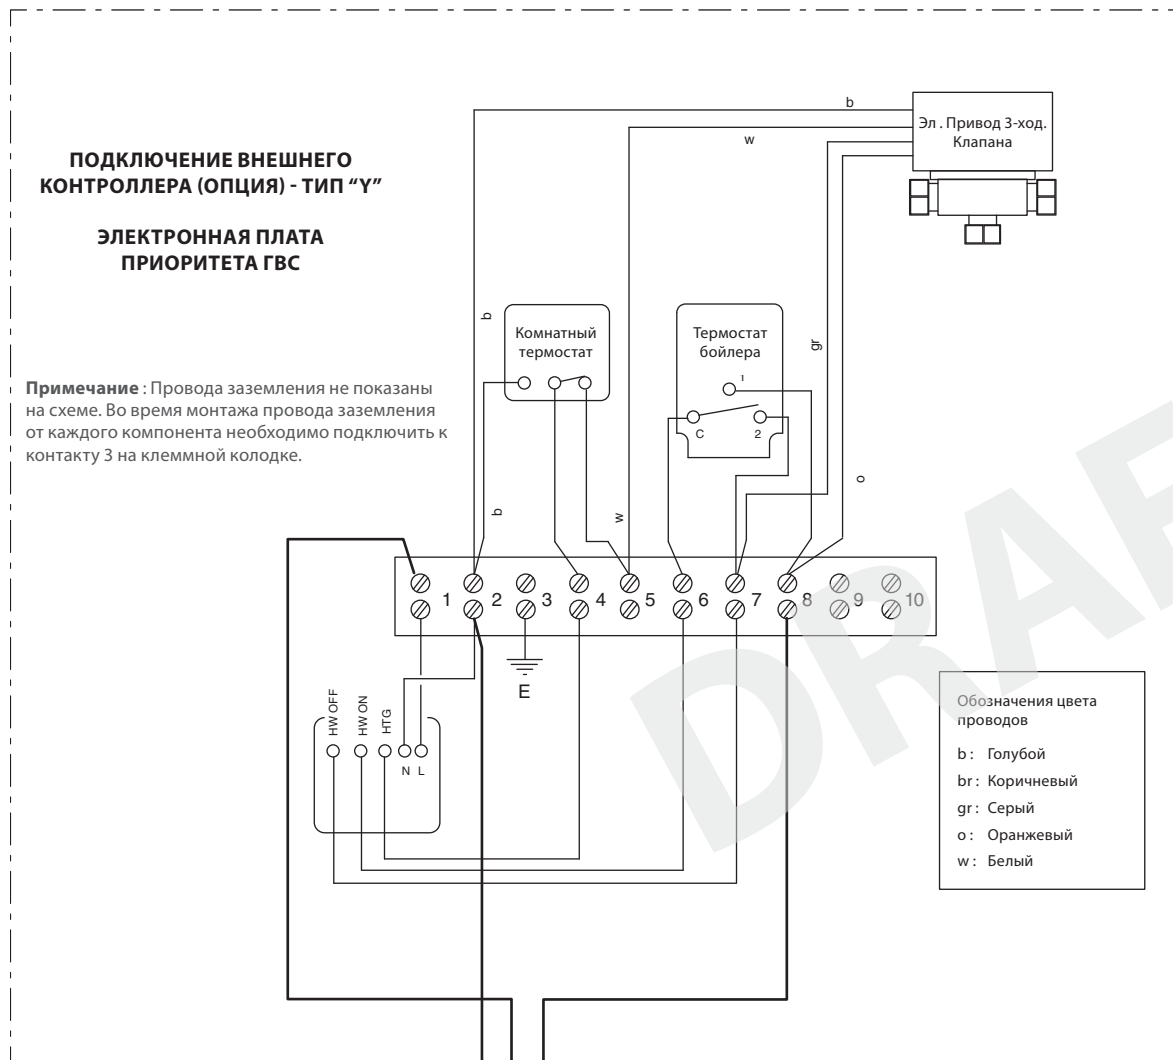 ПОДКЛЮЧЕНИЕ ВНЕШНЕГО
КОНТРОЛЛЕРА (ОПЦИЯ) - ТИП “Y”
ЭЛЕКТРОННАЯ ПЛАТА
ПРИОРИТЕТА ГВС
Примечание : Провода заземления не показаны
на схеме. Во время монтажа провода заземления
от каждого компонента необходимо подключить к
контакту 3 на клеммной колодке.
b
w
Эл . Привод 3-ход.
Клапана
b
Комнатный
термостат
Термостат
бойлера
gr
1
C
2
b
w
o
1
2
3
4
5
6
7
8
9
10
E
HW OFF
HW ON
HTG
N
L
Обозначения цвета
проводов
b : Голубой
br : Коричневый
gr : Серый
o : Оранжевый
w : Белый